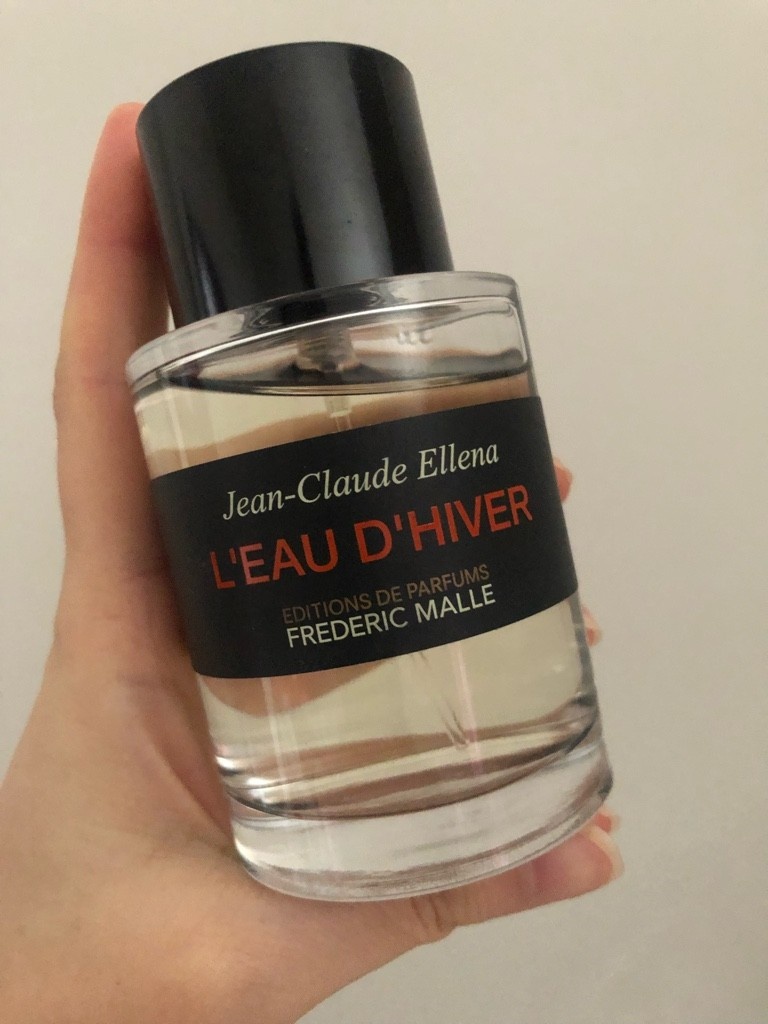 Jean-Claude Ellena
L'EAU D'HIVER
EDITIONS DE PARFUMS
FREDERIC MALLE